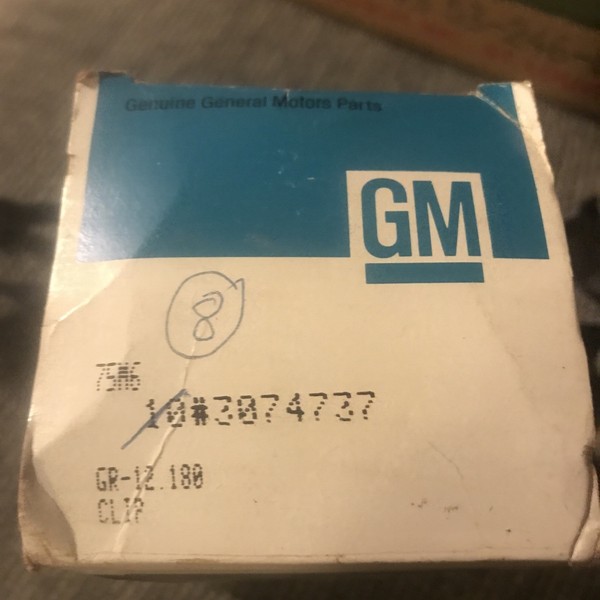 Genuine General Motors Parts
GM
8
75M6
10#3074737
GR-12.180
CLIP